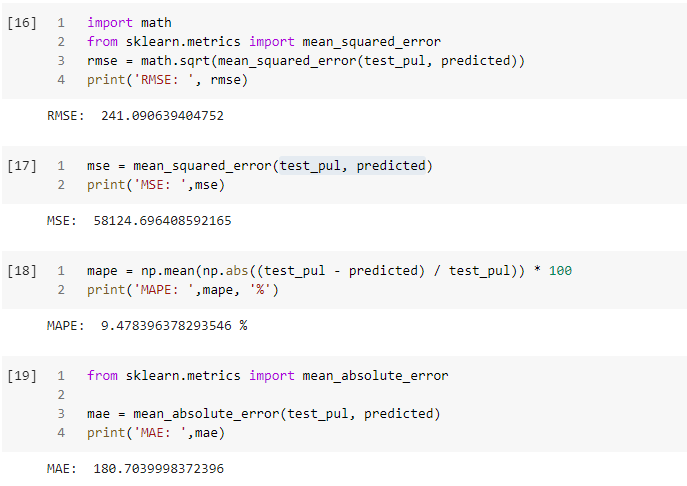 [16] 1 import math
2 from sklearn.metrics import mean_squared_error
3 rmse = math.sqrt(mean_squared_error(test_pul, predicted))
4 print('RMSE: ', rmse)
RMSE:  241.090639404752
[17] 1 mse = mean_squared_error(test_pul, predicted)
2 print('MSE: ',mse)
MSE:  58124.696408592165
[18] 1 mape = np.mean(np.abs((test_pul - predicted) / test_pul)) * 100
2 print('MAPE: ',mape, '%')
MAPE:  9.478396378293546 %
[19] 1 from sklearn.metrics import mean_absolute_error
2
3 mae = mean_absolute_error(test_pul, predicted)
4 print('MAE: ',mae)
MAE:  180.7039998372396